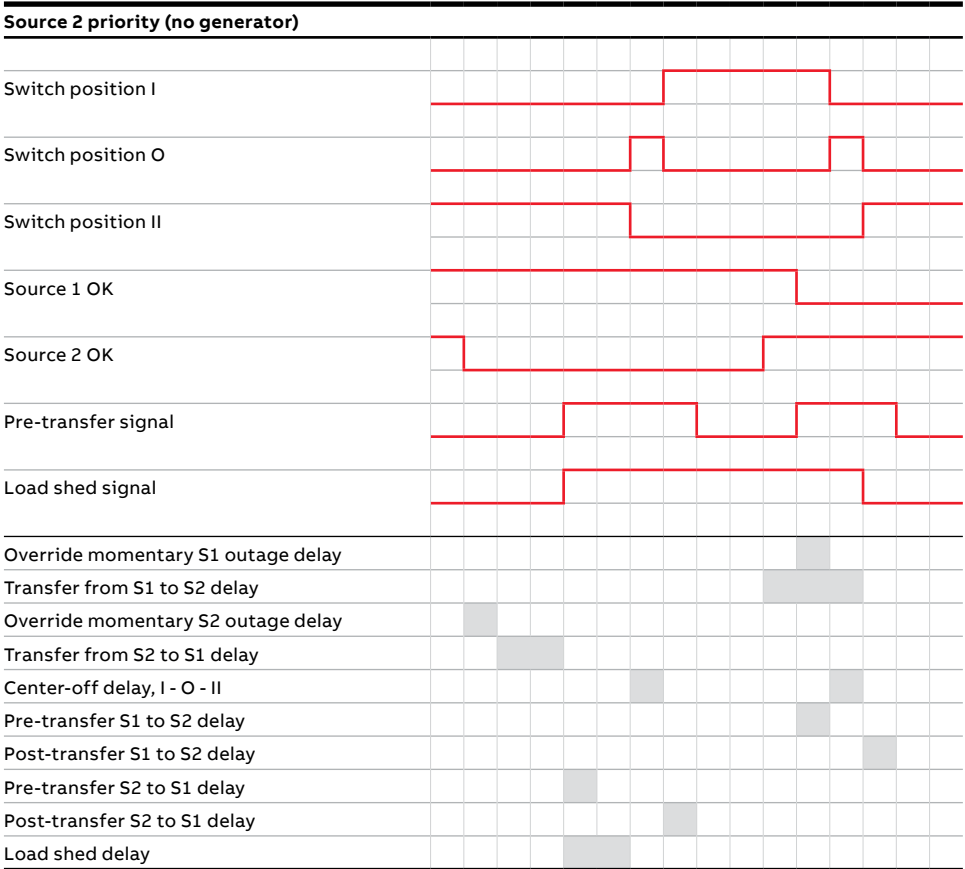 Source 2 priority (no generator)
Switch position I
Switch position O
Switch position II
Source 1 OK
Source 2 OK
Pre-transfer signal
Load shed signal
Override momentary S1 outage delay
Transfer from S1 to S2 delay
Override momentary S2 outage delay
Transfer from S2 to S1 delay
Center-off delay, I - O - II
Pre-transfer S1 to S2 delay
Post-transfer S1 to S2 delay
Pre-transfer S2 to S1 delay
Post-transfer S2 to S1 delay
Load shed delay